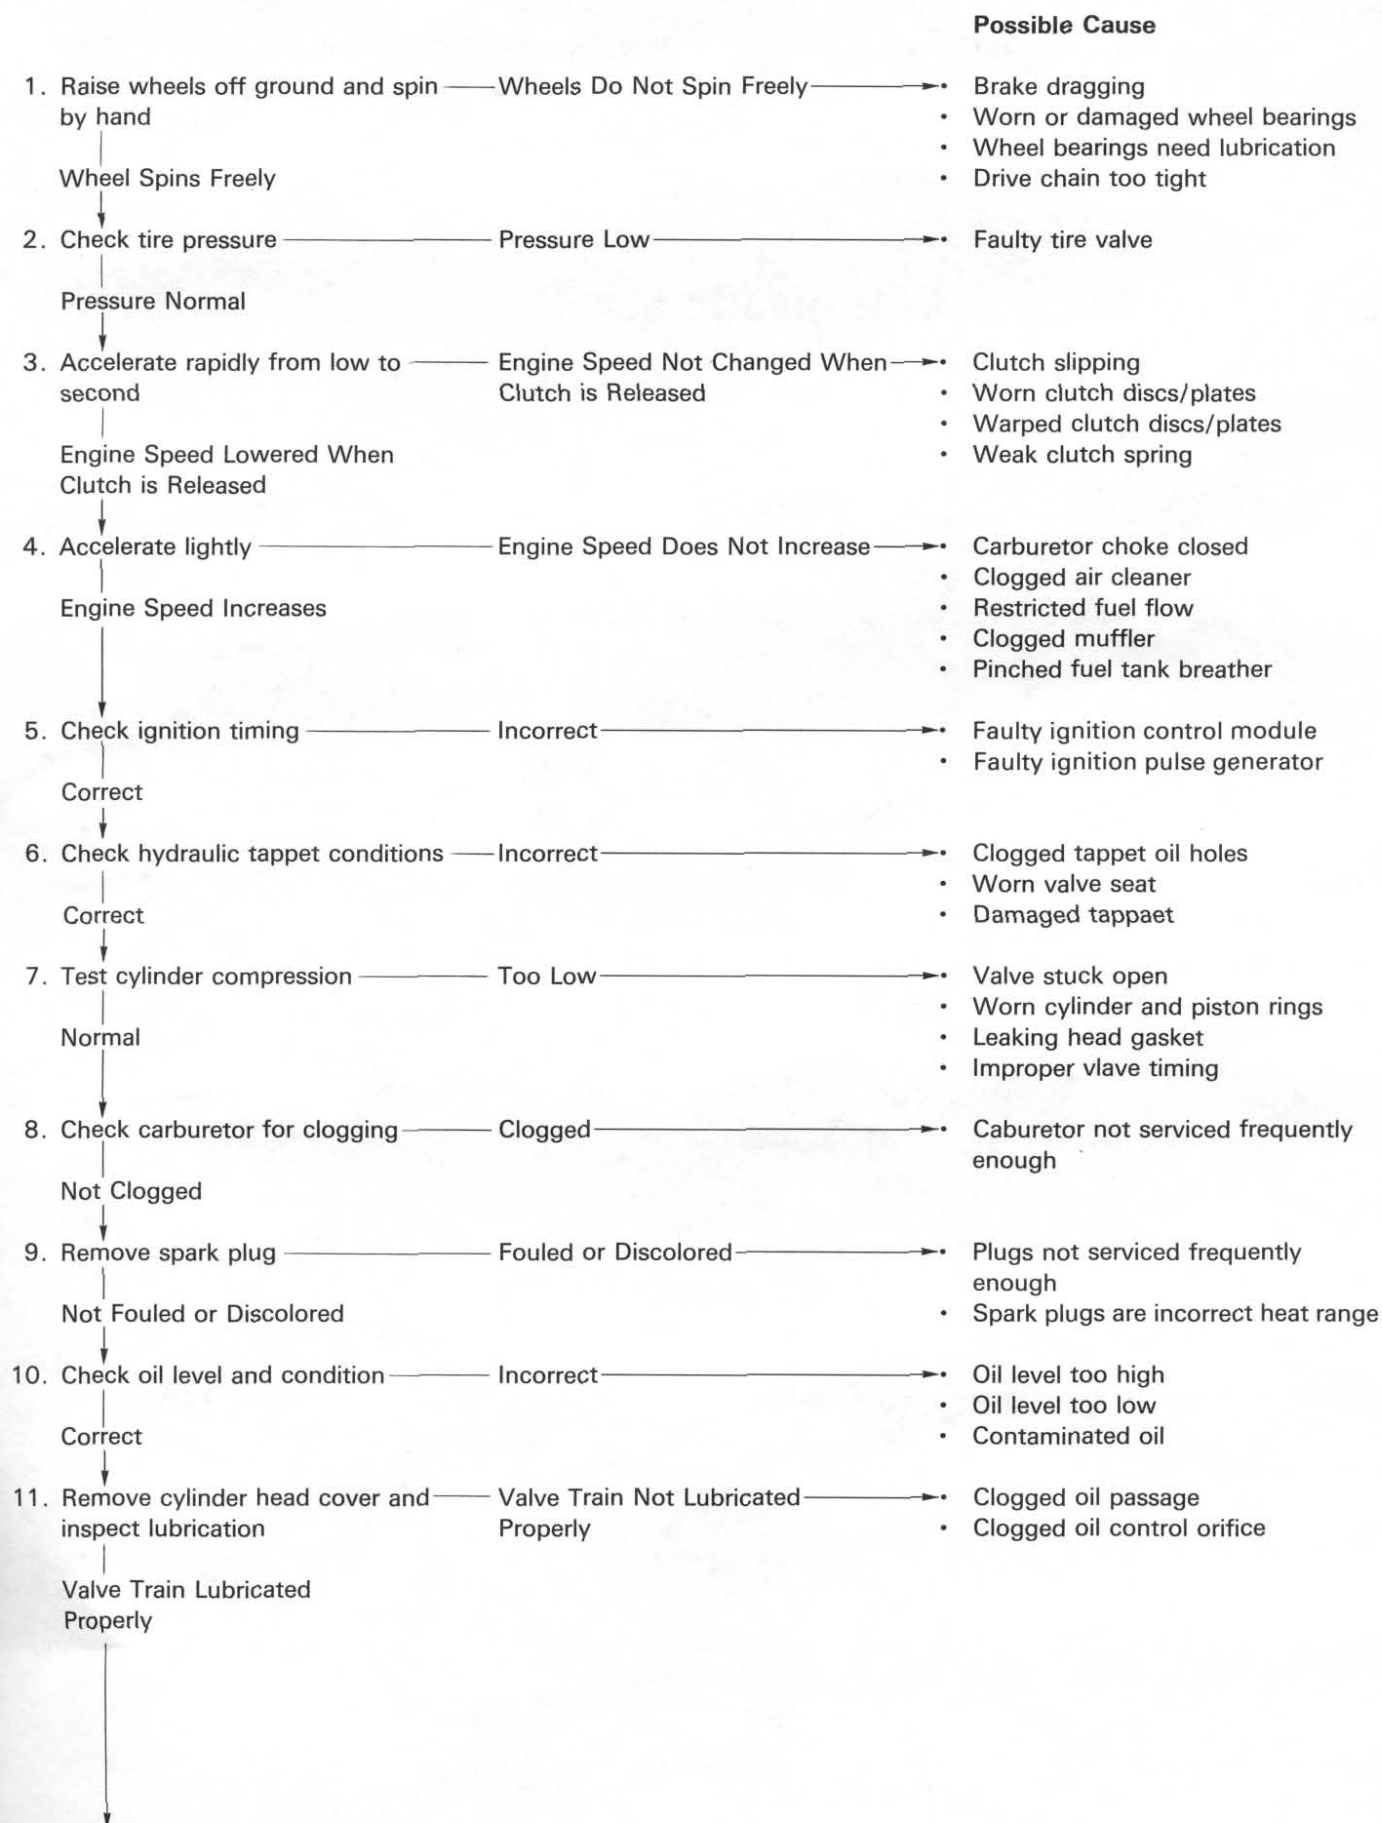 Possible Cause
1. Raise wheels off ground and spin Wheels Do Not Spin Freely • Brake dragging
by hand • Worn or damaged wheel bearings
• Wheel bearings need lubrication
Wheel Spins Freely • Drive chain too tight
2. Check tire pressure Pressure Low • Faulty tire valve
Pressure Normal
3. Accelerate rapidly from low to Engine Speed Not Changed When • Clutch slipping
second Clutch is Released • Worn clutch discs/plates
• Warped clutch discs/plates
Engine Speed Lowered When • Weak clutch spring
Clutch is Released
4. Accelerate lightly Engine Speed Does Not Increase • Carburetor choke closed
• Clogged air cleaner
Engine Speed Increases • Restricted fuel flow
• Clogged muffler
• Pinched fuel tank breather
5. Check ignition timing Incorrect • Faulty ignition control module
• Faulty ignition pulse generator
Correct
6. Check hydraulic tappet conditions Incorrect • Clogged tappet oil holes
• Worn valve seat
Correct • Damaged tappaet
7. Test cylinder compression Too Low • Valve stuck open
• Worn cylinder and piston rings
Normal • Leaking head gasket
• Improper vlave timing
8. Check carburetor for clogging Clogged • Caburetor not serviced frequently
enough
Not Clogged
9. Remove spark plug Fouled or Discolored • Plugs not serviced frequently
enough
Not Fouled or Discolored • Spark plugs are incorrect heat range
10. Check oil level and condition Incorrect • Oil level too high
• Oil level too low
Correct • Contaminated oil
11. Remove cylinder head cover and Valve Train Not Lubricated • Clogged oil passage
inspect lubrication Properly • Clogged oil control orifice
Valve Train Lubricated
Properly